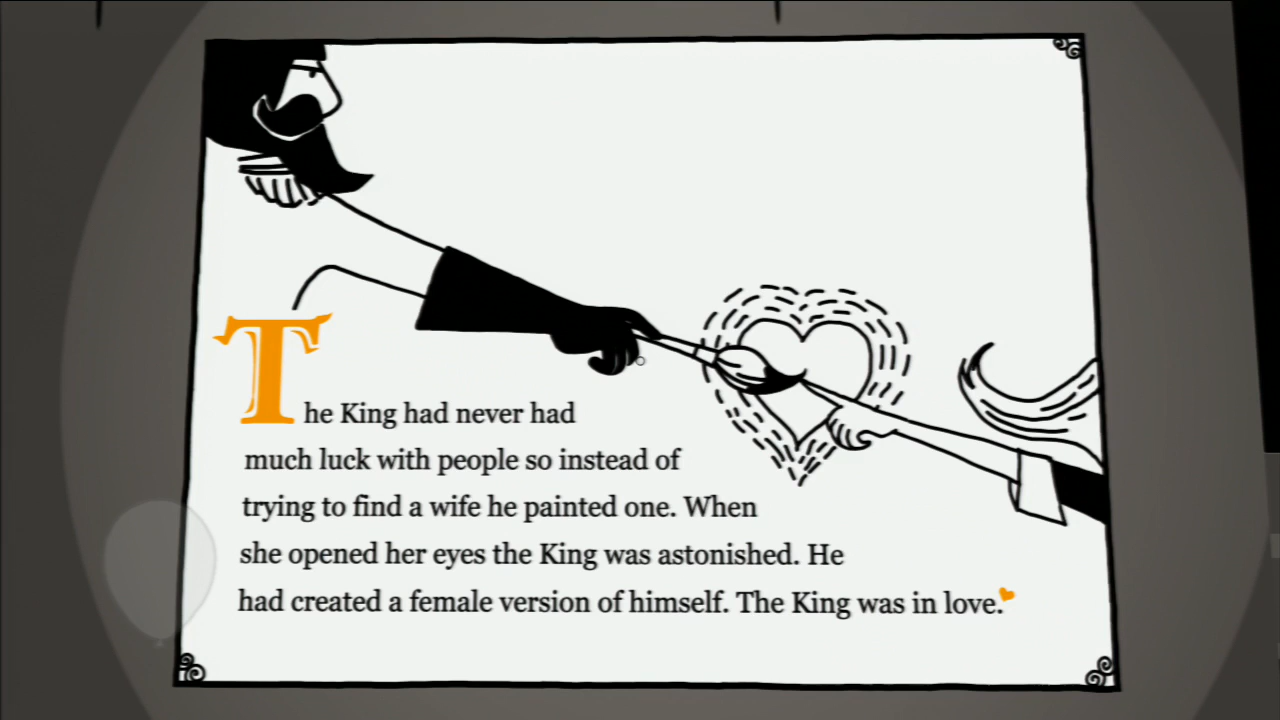 The King had never had
much luck with people so instead of
trying to find a wife he painted one. When
she opened her eyes the King was astonished. He
had created a female version of himself. The King was in love.